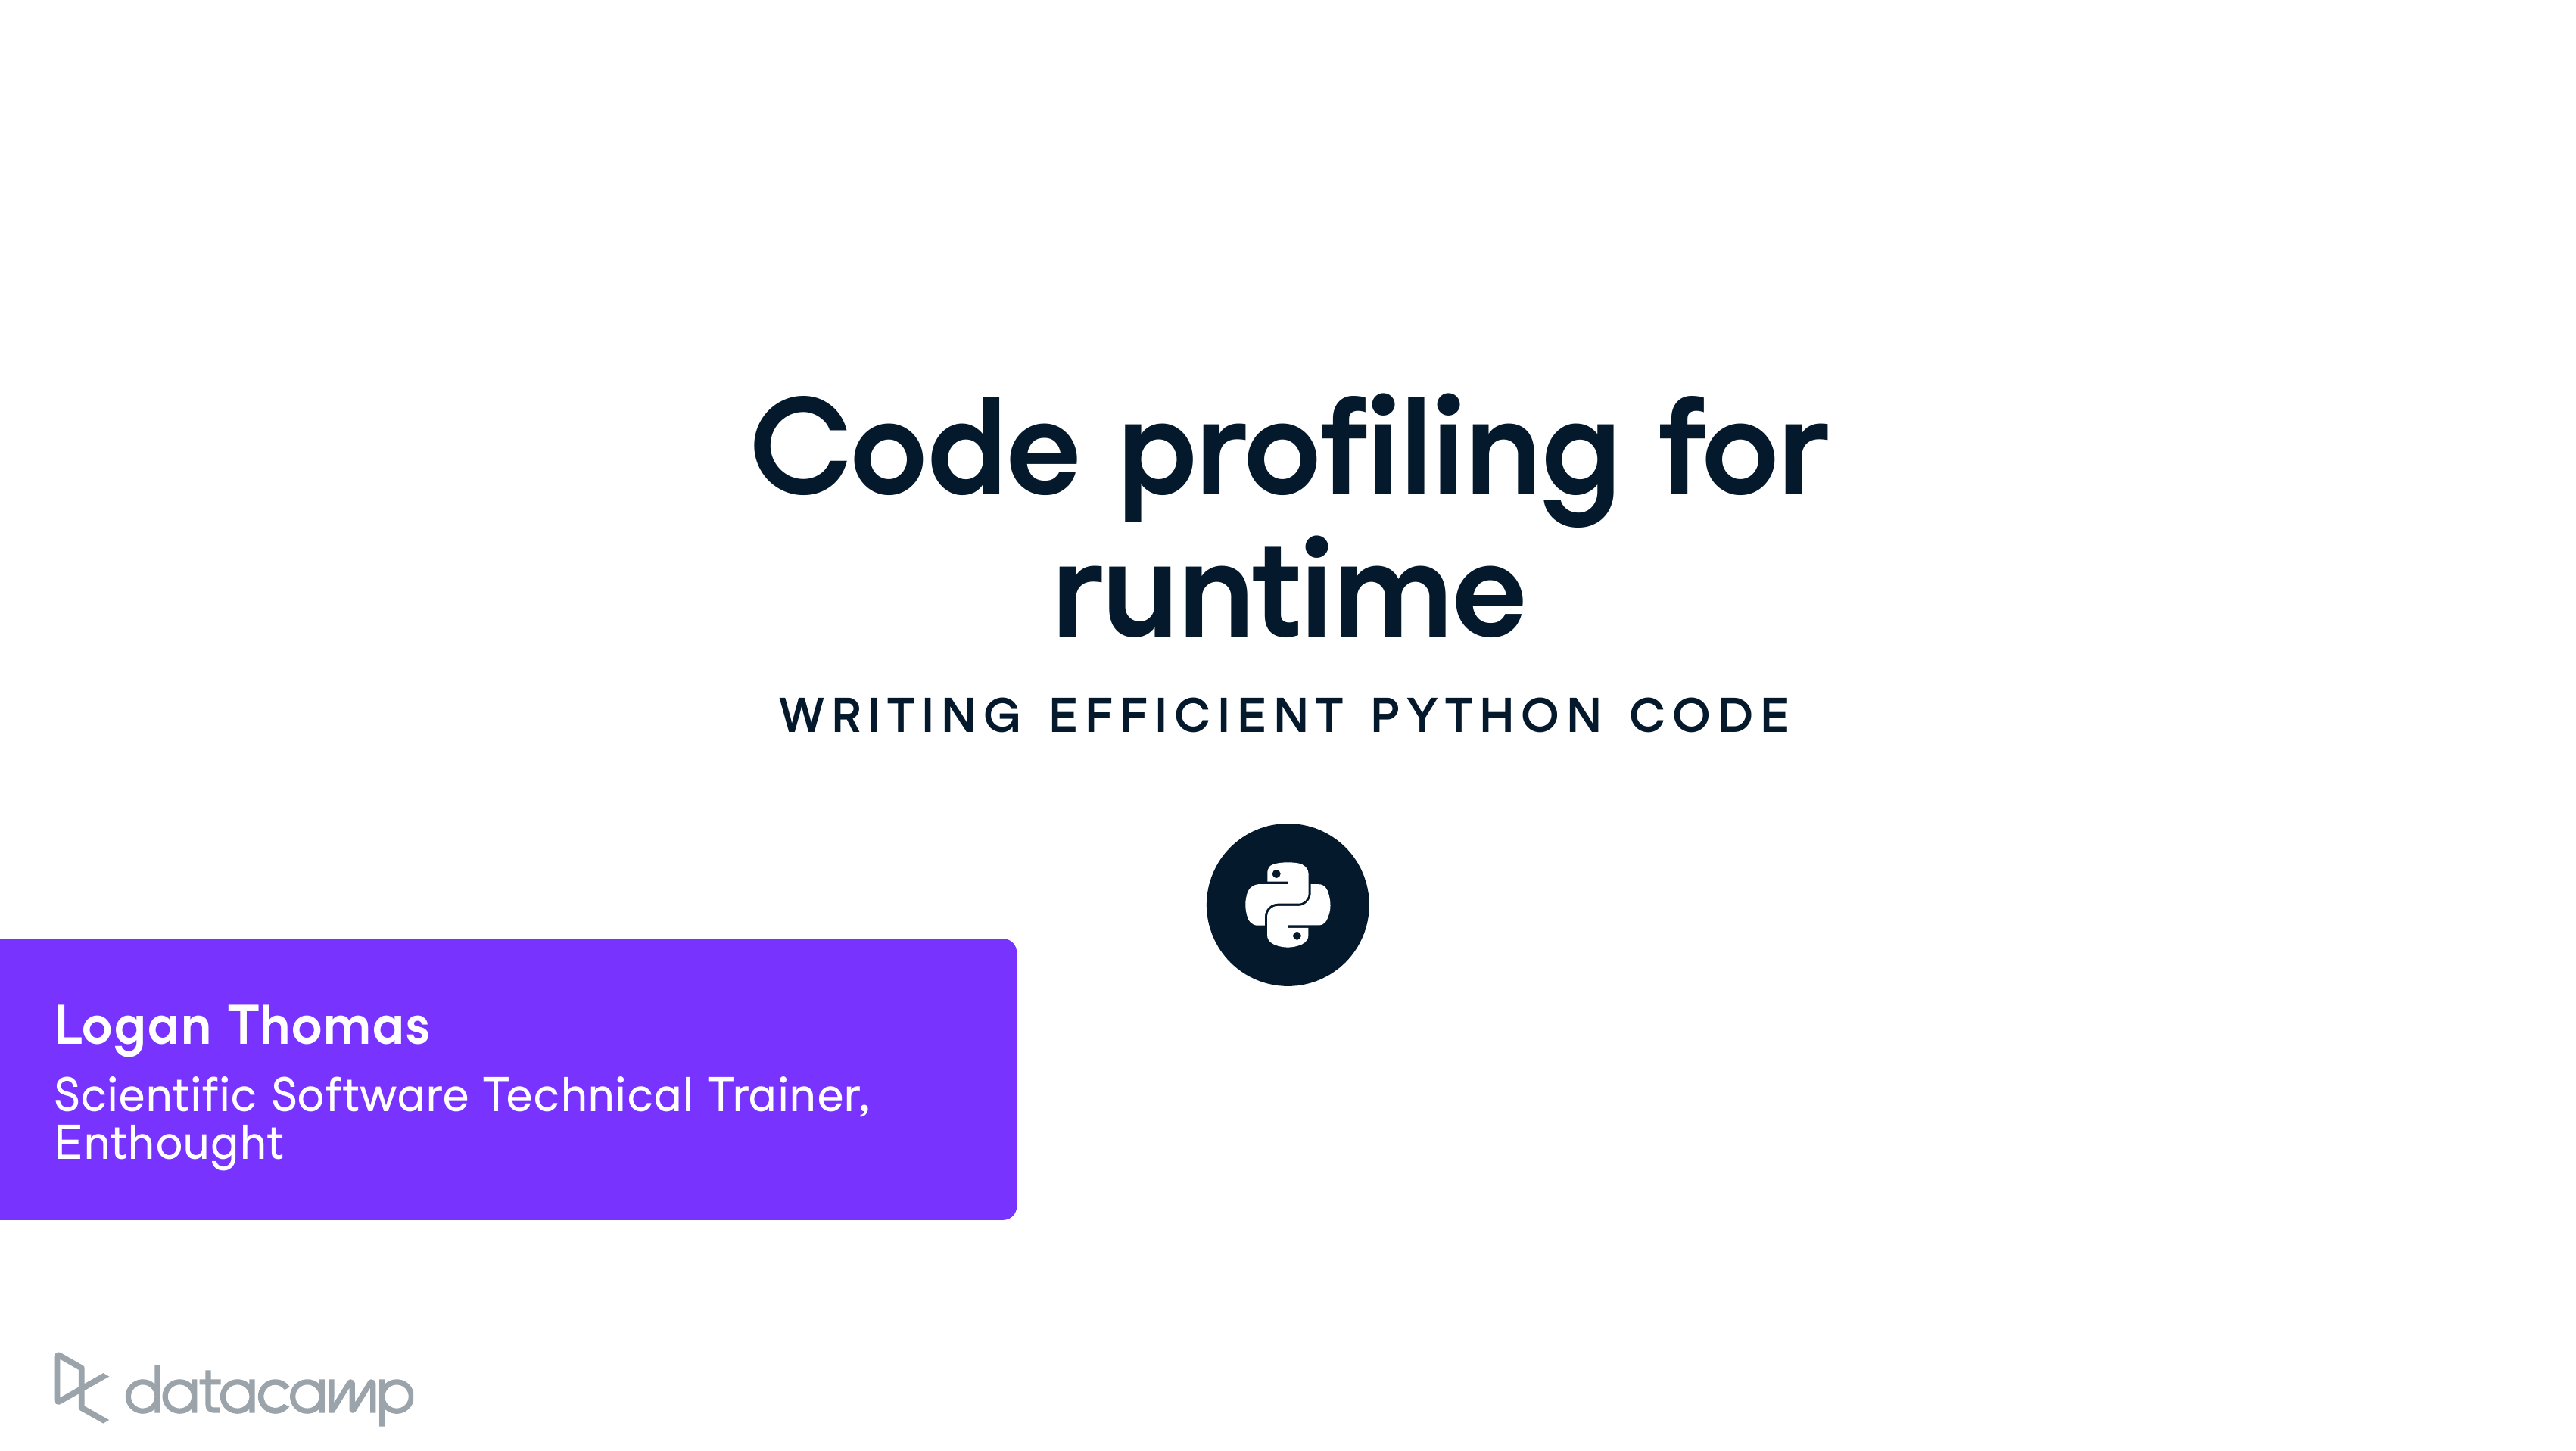 Code profiling for
runtime
WRITING EFFICIENT PYTHON CODE
Logan Thomas
Scientific Software Technical Trainer,
Enthought
datacamp